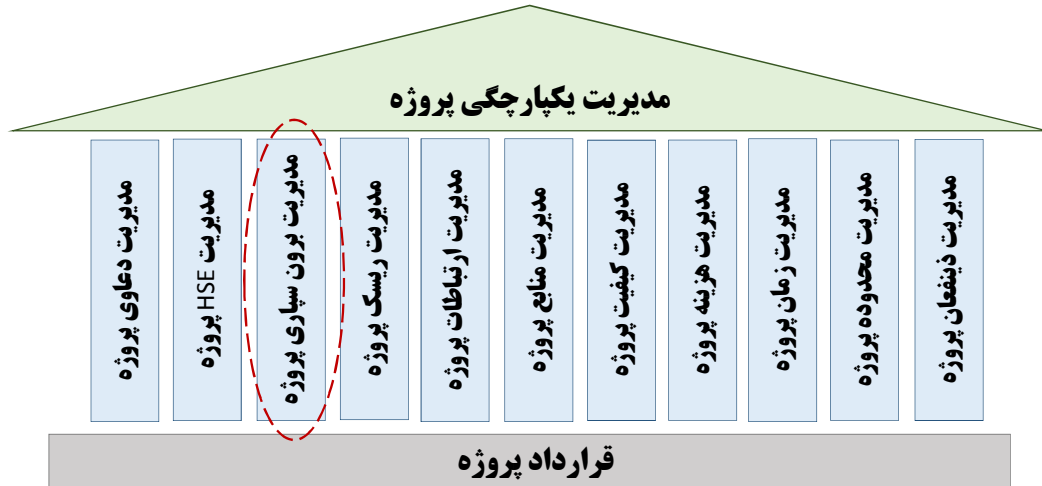 مدیریت یکپارچگی پروژه
مدیریت ذینفعان پروژه
مدیریت محدوده پروژه
مدیریت زمان پروژه
مدیریت هزینه پروژه
مدیریت کیفیت پروژه
مدیریت منابع پروژه
مدیریت ارتباطات پروژه
مدیریت ریسک پروژه
مدیریت برون سپاری پروژه
مدیریت HSE پروژه
مدیریت دعاوی پروژه
قرارداد پروژه